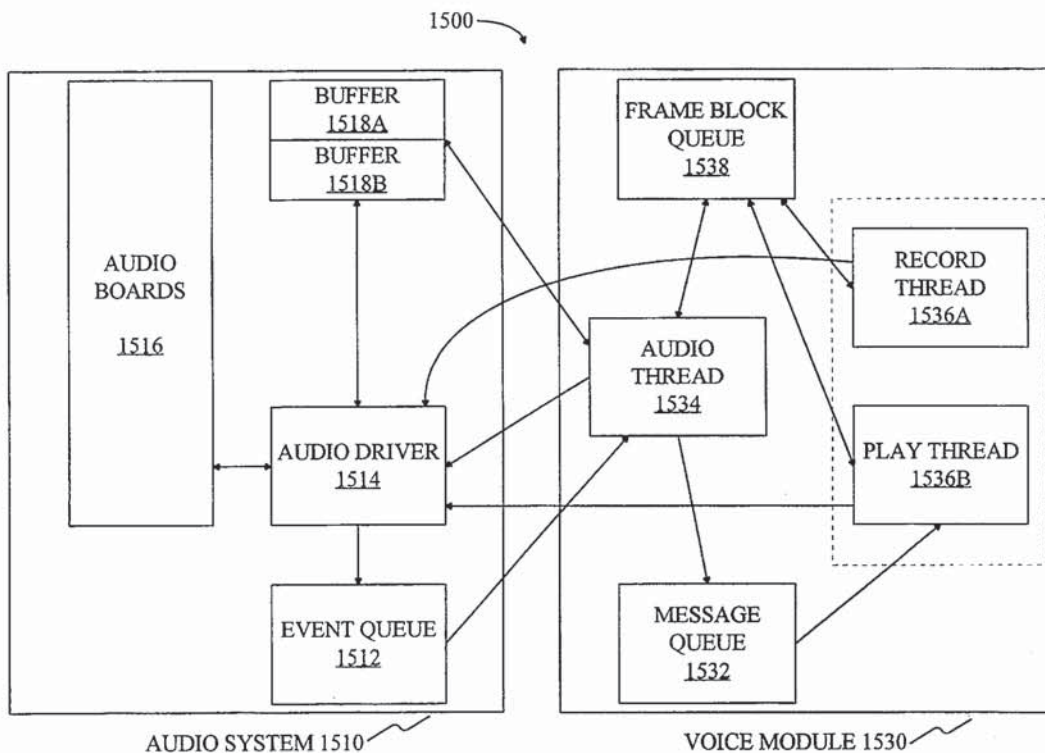 1500
BUFFER
1518A
BUFFER
1518B
AUDIO
BOARDS
1516
AUDIO DRIVER
1514
EVENT QUEUE
1512
AUDIO SYSTEM 1510
FRAME BLOCK
QUEUE
1538
RECORD
THREAD
1536A
AUDIO
THREAD
1534
PLAY THREAD
1536B
MESSAGE
QUEUE
1532
VOICE MODULE 1530